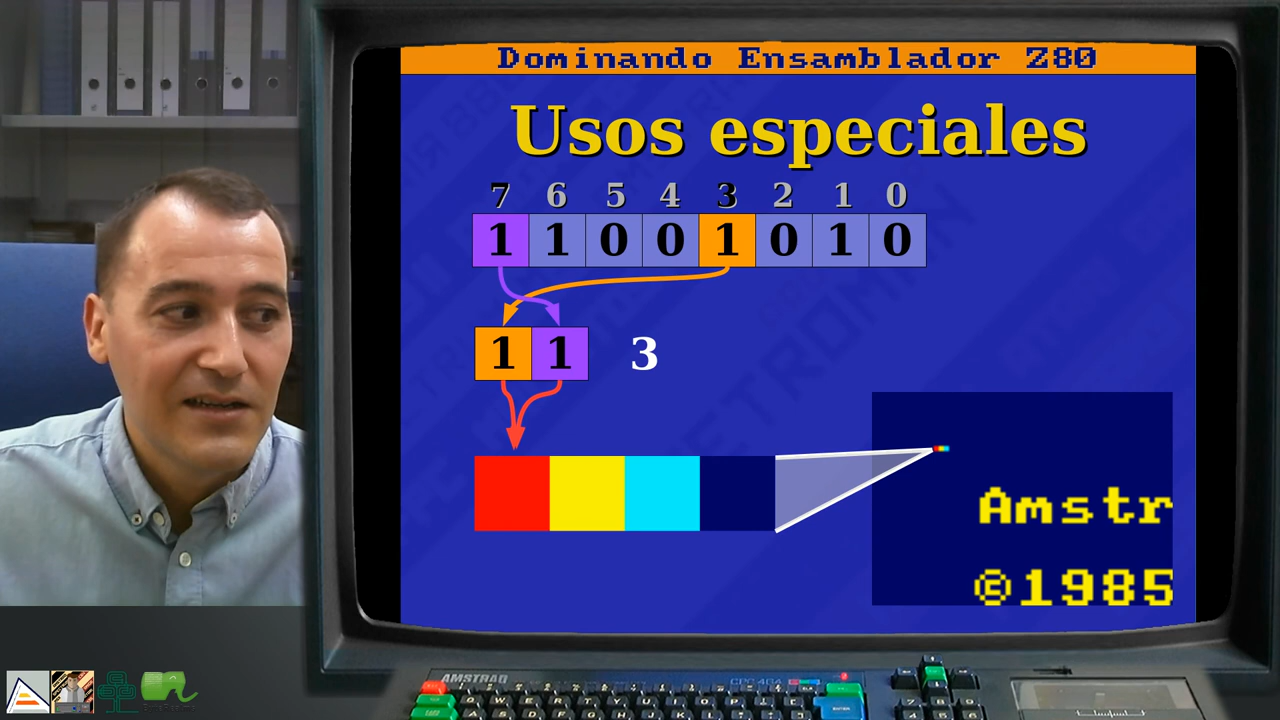 Dominando Ensamblador Z80
Usos especiales
7 6 5 4 3 2 1 0
1 1 0 0 1 0 1 0
1 1 3
Amstr
©1985
AMSTRAD